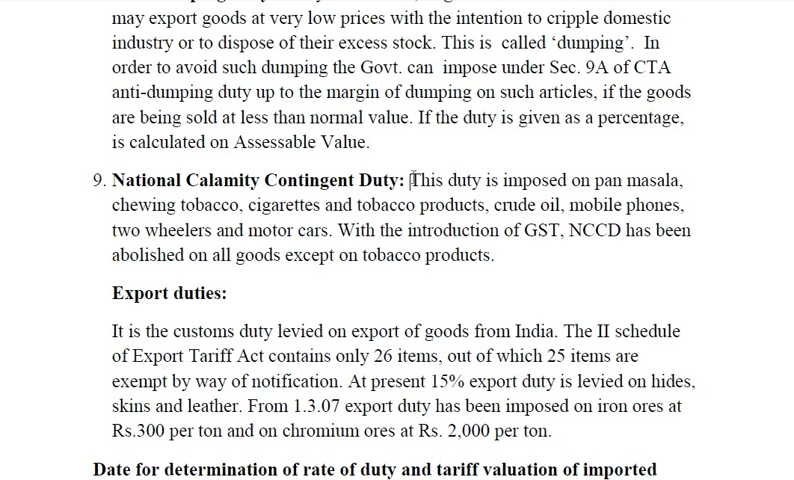 may export goods at very low prices with the intention to cripple domestic
industry or to dispose of their excess stock. This is called ‘dumping’. In
order to avoid such dumping the Govt. can impose under Sec. 9A of CTA
anti-dumping duty up to the margin of dumping on such articles, if the goods
are being sold at less than normal value. If the duty is given as a percentage,
is calculated on Assessable Value.
9. National Calamity Contingent Duty: This duty is imposed on pan masala,
chewing tobacco, cigarettes and tobacco products, crude oil, mobile phones,
two wheelers and motor cars. With the introduction of GST, NCCD has been
abolished on all goods except on tobacco products.
Export duties:
It is the customs duty levied on export of goods from India. The II schedule
of Export Tariff Act contains only 26 items, out of which 25 items are
exempt by way of notification. At present 15% export duty is levied on hides,
skins and leather. From 1.3.07 export duty has been imposed on iron ores at
Rs.300 per ton and on chromium ores at Rs. 2,000 per ton.
Date for determination of rate of duty and tariff valuation of imported